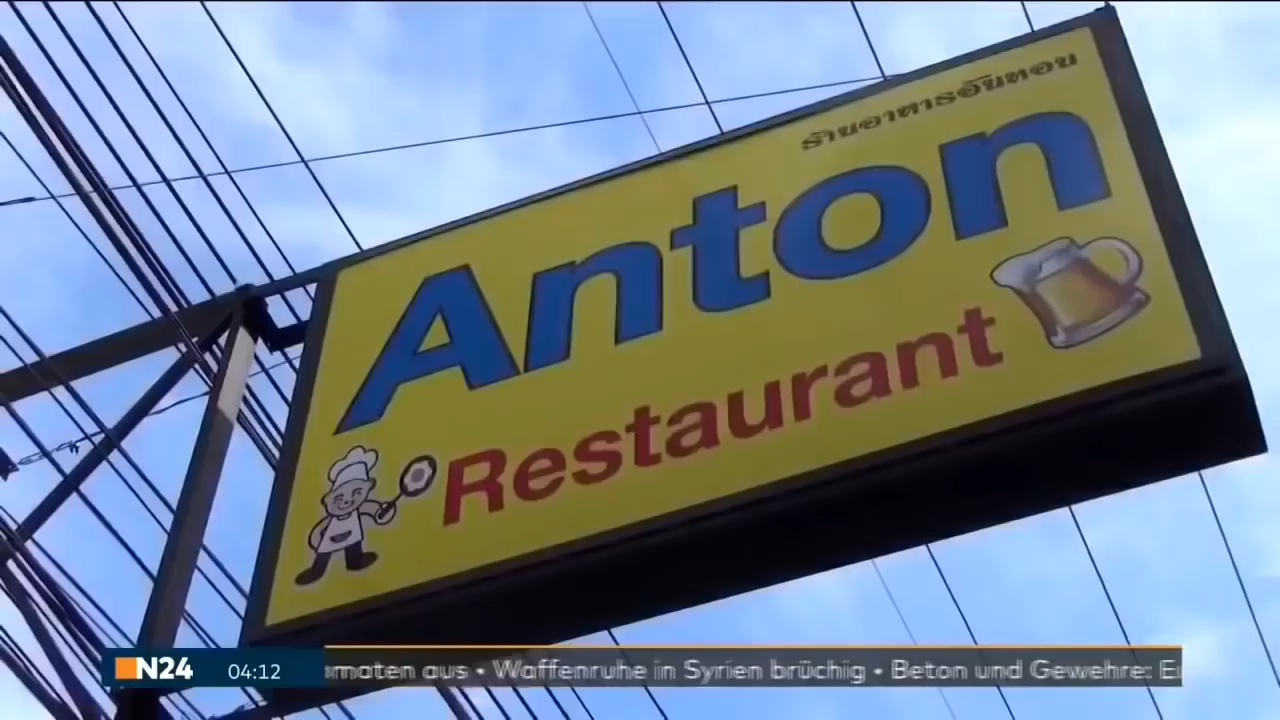 ร้านอาหารอันทอน
Anton
Restaurant
N24 04:12 maten aus • Waffenruhe in Syrien brüchig • Beton und Gewehre: